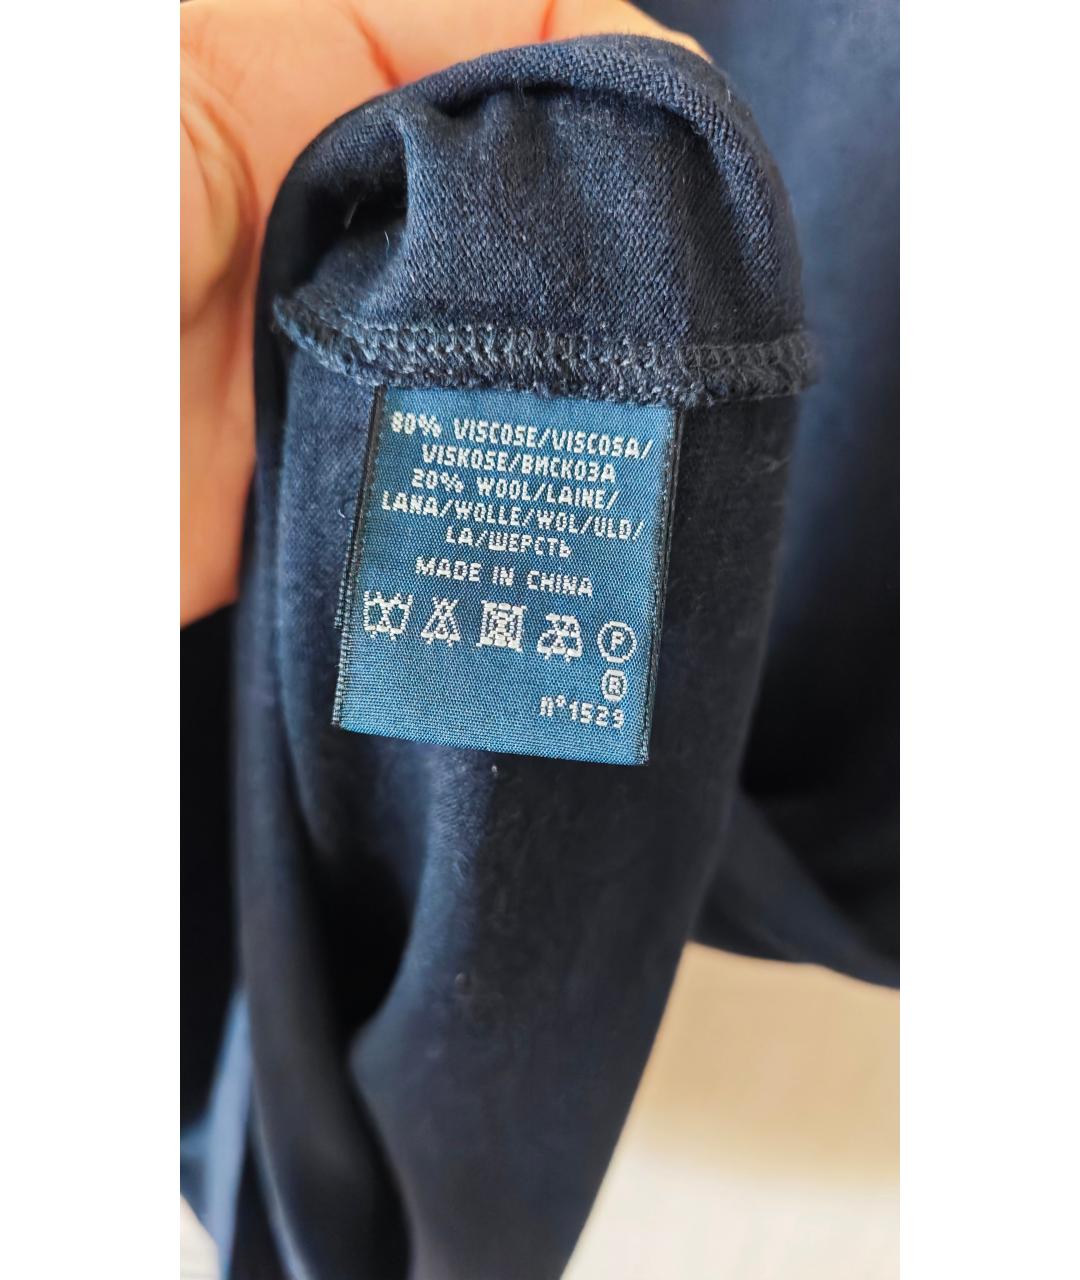 80% VISCOSE/VISCOSA/
VISKOSE/ВИСКОЗА
20% WOOL/LAINE/
LANA/WOLLE/WOL/ULD/
LA/ШЕРСТЬ
MADE IN CHINA
P
R
n°1523